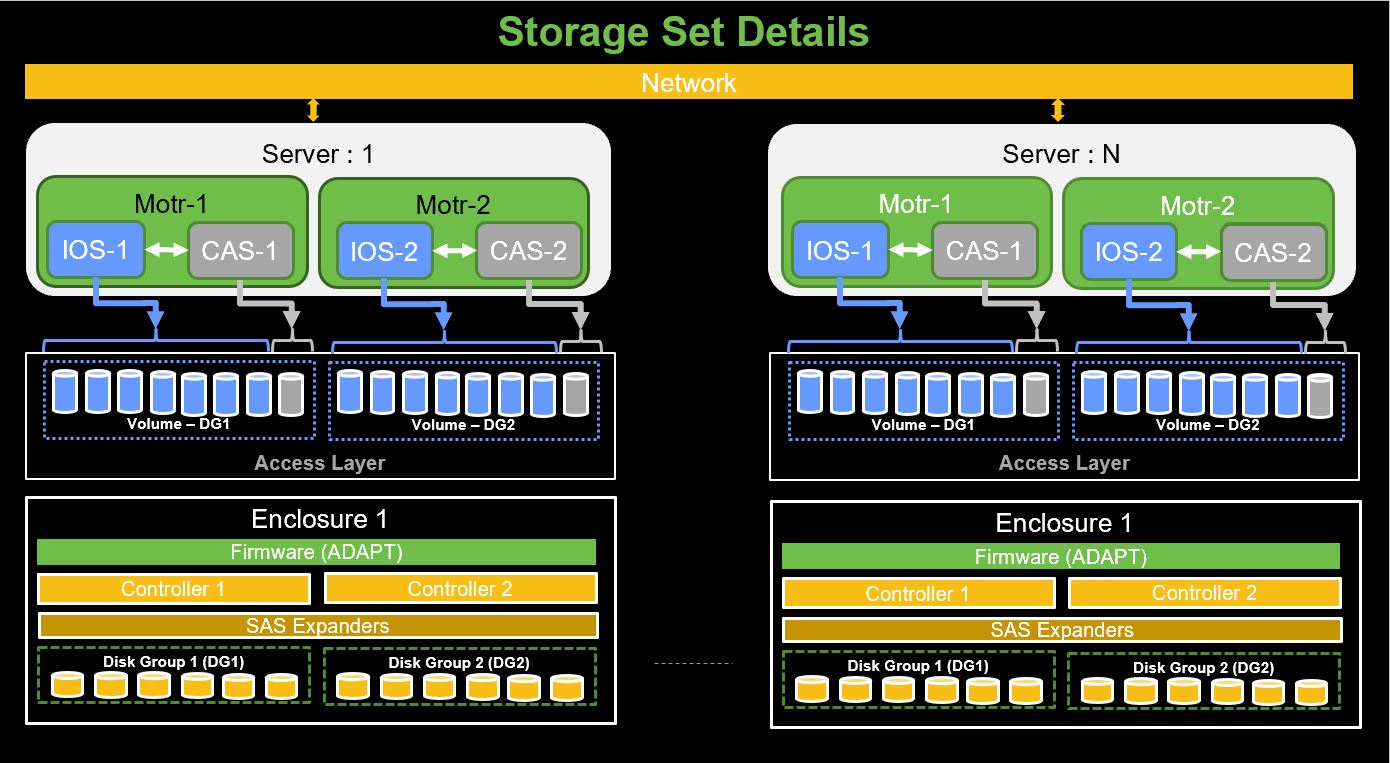 Storage Set Details
Network
Server : 1
Motr-1
Motr-2
IOS-1
CAS-1
IOS-2
CAS-2
Volume – DG1
Volume – DG2
Access Layer
Enclosure 1
Firmware (ADAPT)
Controller 1
Controller 2
SAS Expanders
Disk Group 1 (DG1)
Disk Group 2 (DG2)
Server : N
Motr-1
Motr-2
IOS-1
CAS-1
IOS-2
CAS-2
Volume – DG1
Volume – DG2
Access Layer
Enclosure 1
Firmware (ADAPT)
Controller 1
Controller 2
SAS Expanders
Disk Group 1 (DG1)
Disk Group 2 (DG2)